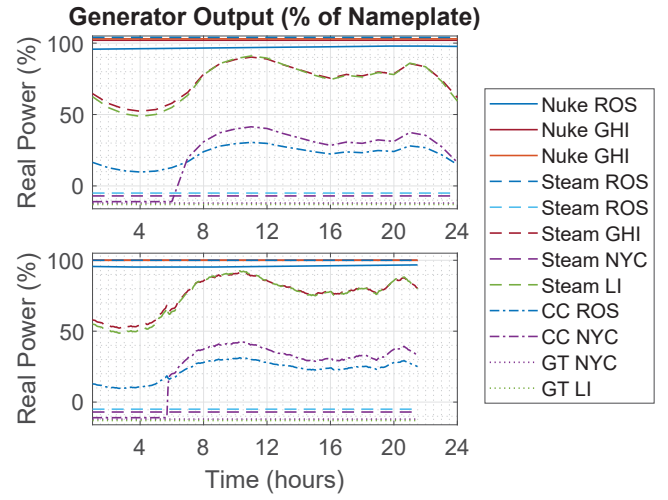 Generator Output (% of Nameplate)
Real Power (%)
100
50
0
4 8 12 16 20 24
Real Power (%)
100
50
0
4 8 12 16 20 24
Time (hours)
Nuke ROS
Nuke GHI
Nuke GHI
Steam ROS
Steam ROS
Steam GHI
Steam NYC
Steam LI
CC ROS
CC NYC
GT NYC
GT LI